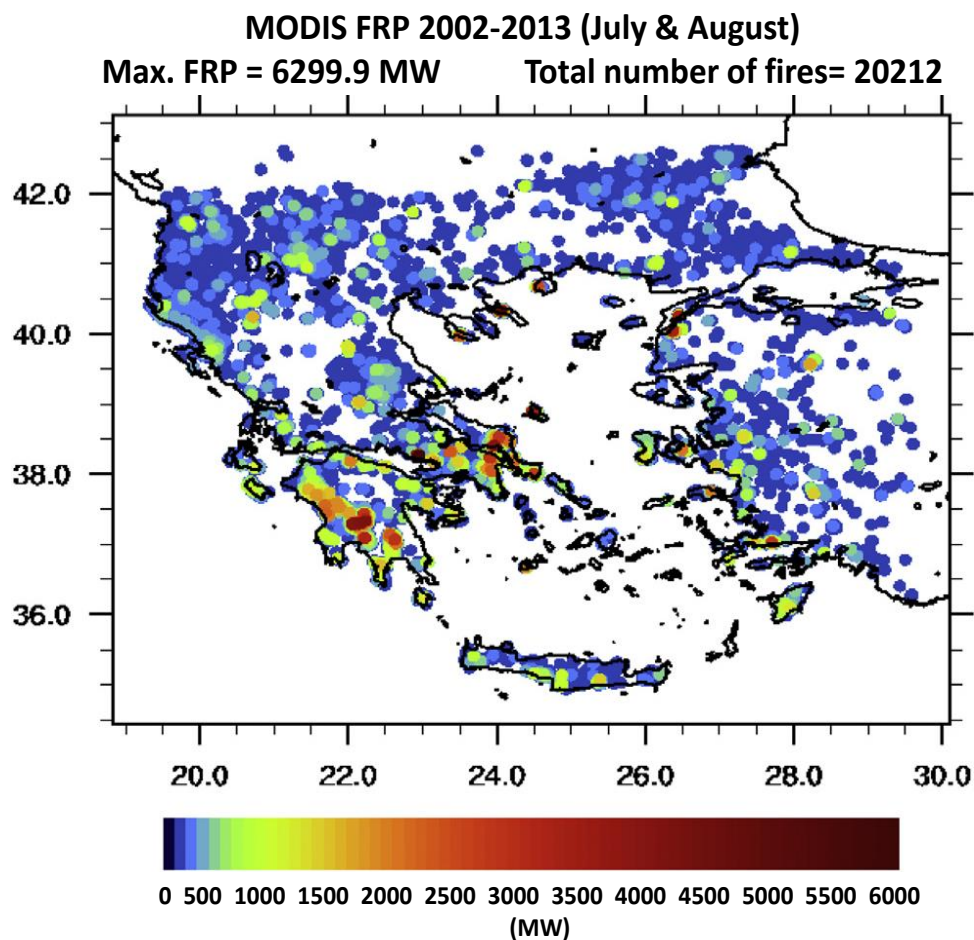 MODIS FRP 2002-2013 (July & August)
Max. FRP = 6299.9 MW Total number of fires= 20212
42.0
40.0
38.0
36.0
20.0 22.0 24.0 26.0 28.0 30.0
0 500 1000 1500 2000 2500 3000 3500 4000 4500 5000 5500 6000
(MW)